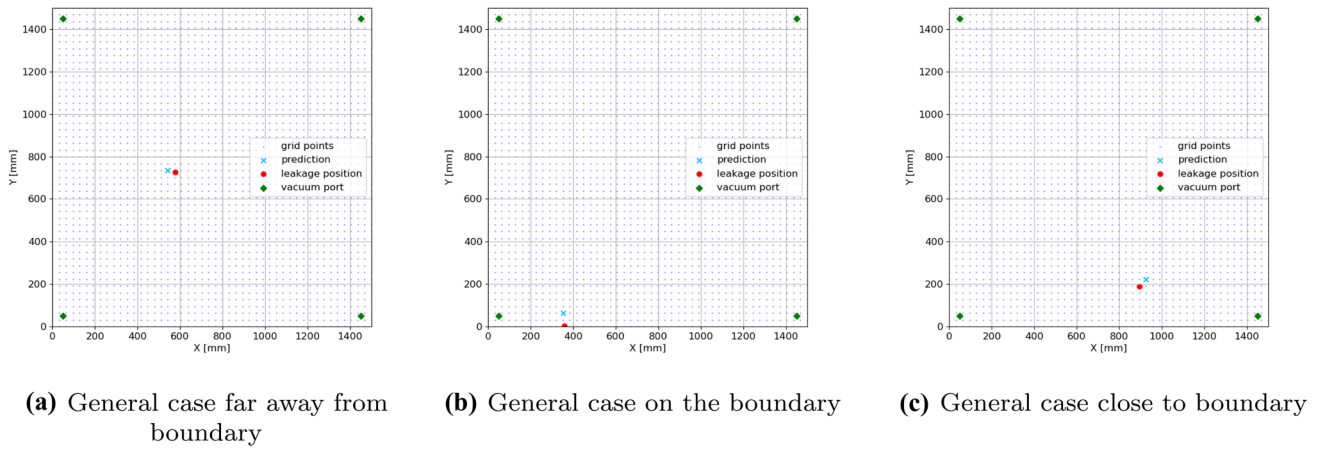 1400
1200
1000
800
600
400
200
0
Y [mm]
0 200 400 600 800 1000 1200 1400
X [mm]
grid points
prediction
leakage position
vacuum port
(a) General case far away from
boundary
1400
1200
1000
800
600
400
200
0
Y [mm]
0 200 400 600 800 1000 1200 1400
X [mm]
grid points
prediction
leakage position
vacuum port
(b) General case on the boundary
1400
1200
1000
800
600
400
200
0
Y [mm]
0 200 400 600 800 1000 1200 1400
X [mm]
grid points
prediction
leakage position
vacuum port
(c) General case close to boundary